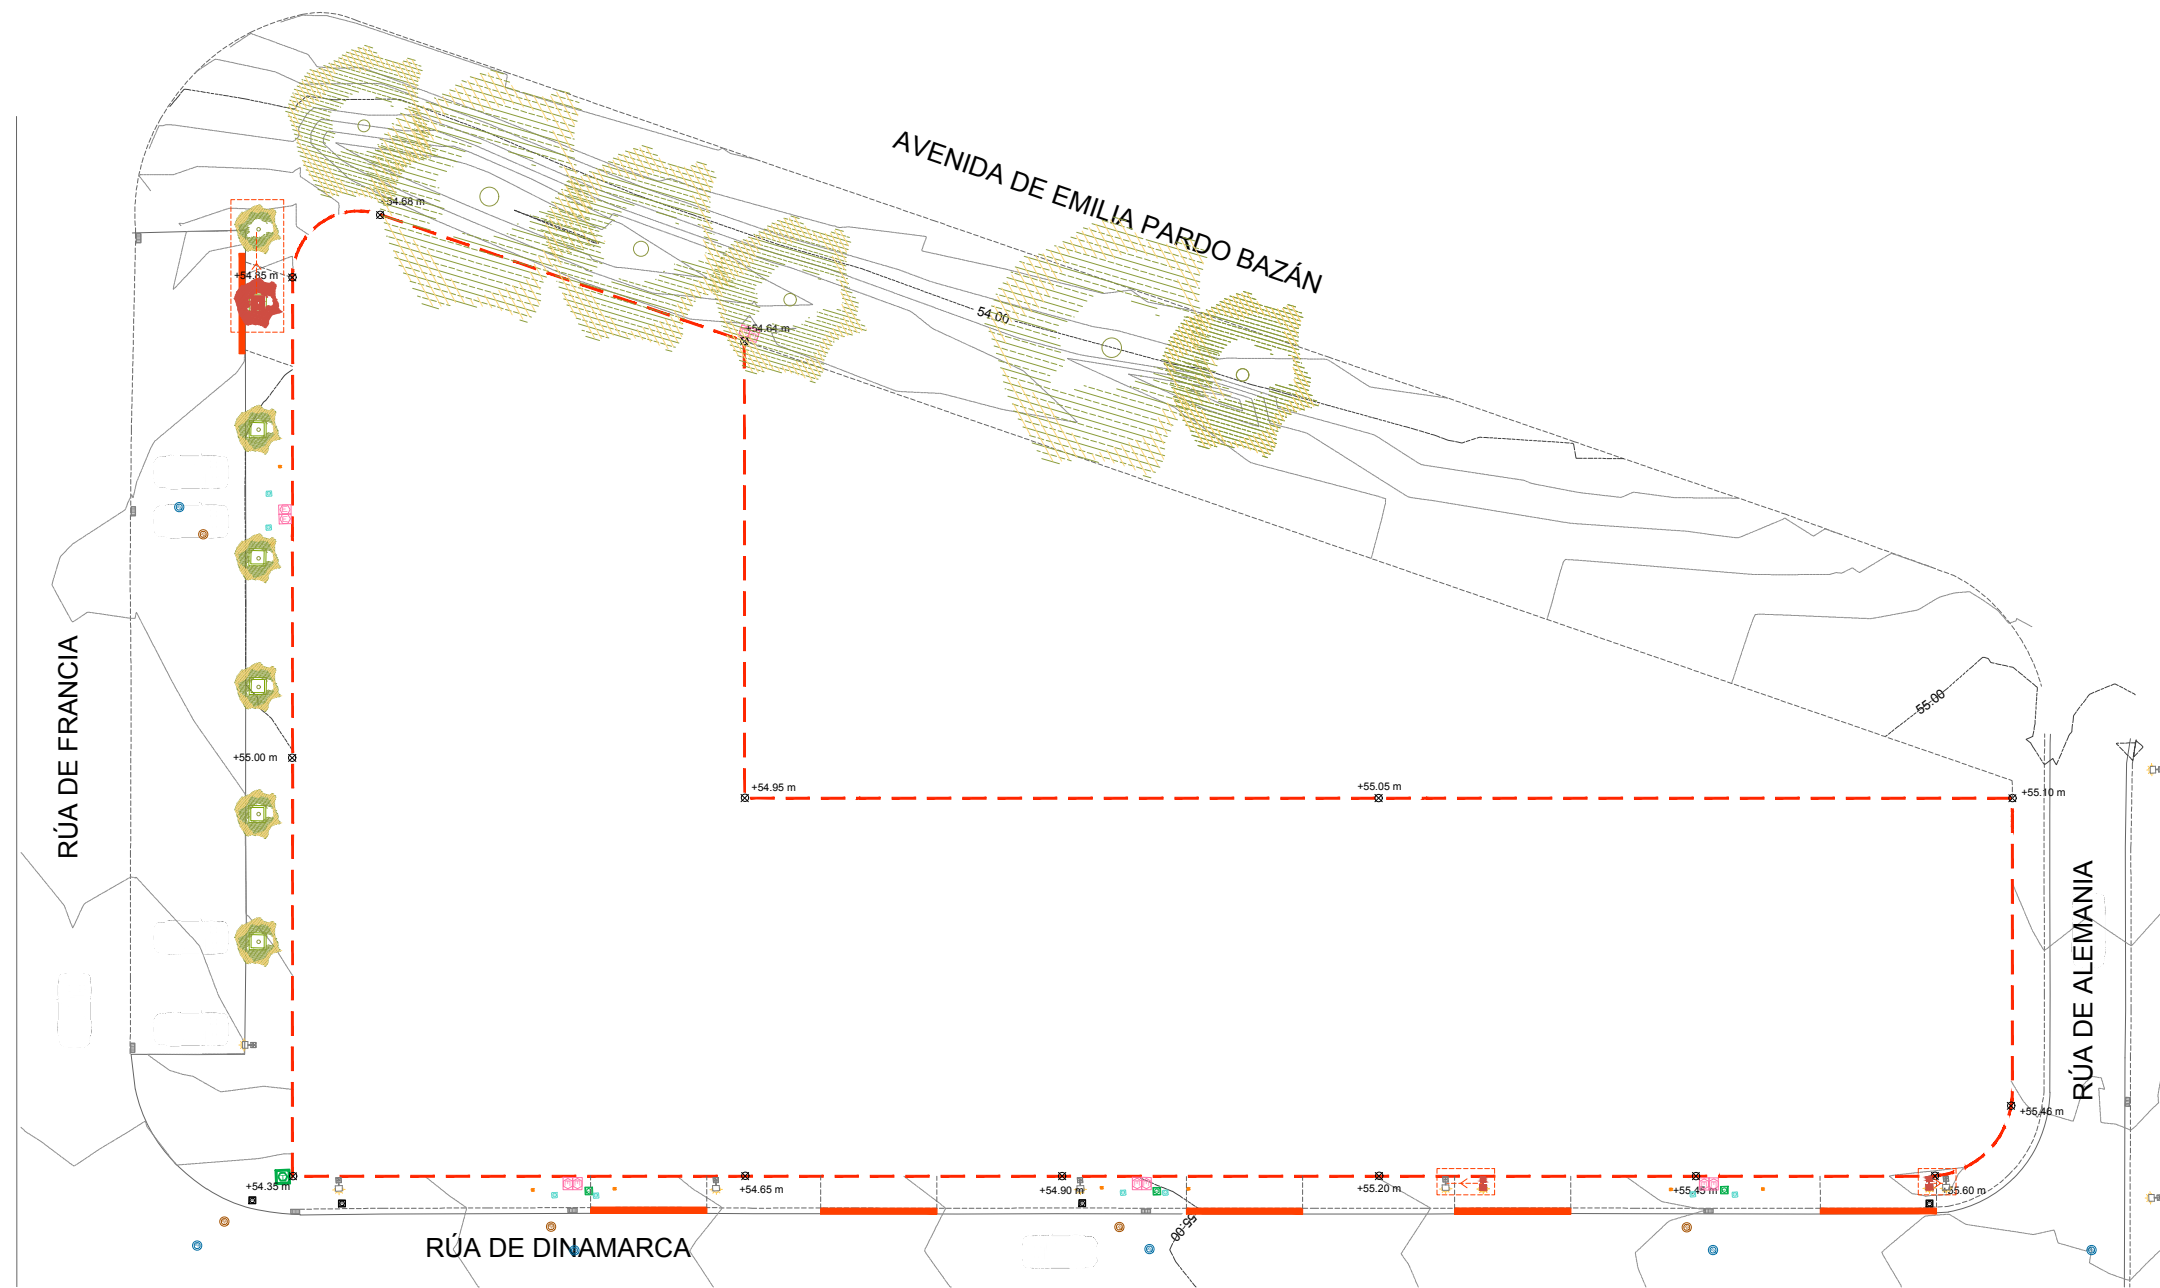 AVENIDA DE EMILIA PARDO BAZÁN
+54.68 m
+54.85 m
+54.64 m
54.00
RÚA DE FRANCIA
55.00
+55.00 m
+54.95 m
+55.05 m
+55.10 m
RÚA DE ALEMANIA
+55.46 m
+54.35 m
+54.65 m
+54.90 m
+55.20 m
+55.45 m
+55.60 m
55.00
RÚA DE DINAMARCA